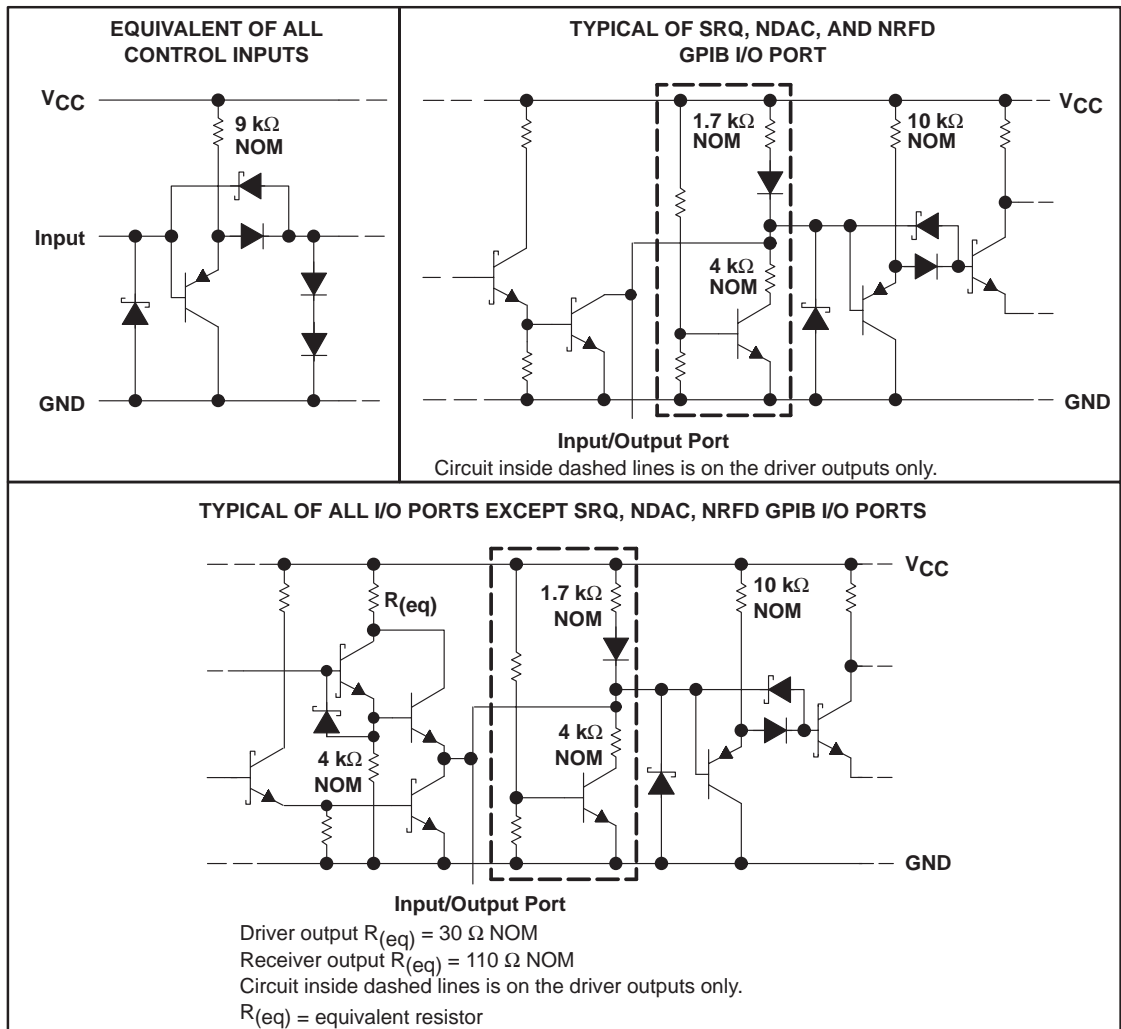 EQUIVALENT OF ALL
CONTROL INPUTS
VCC
9 kΩ
NOM
Input
GND
TYPICAL OF SRQ, NDAC, AND NRFD
GPIB I/O PORT
VCC
1.7 kΩ
NOM
10 kΩ
NOM
4 kΩ
NOM
GND
Input/Output Port
Circuit inside dashed lines is on the driver outputs only.
TYPICAL OF ALL I/O PORTS EXCEPT SRQ, NDAC, NRFD GPIB I/O PORTS
VCC
R(eq)
1.7 kΩ
NOM
10 kΩ
NOM
4 kΩ
NOM
4 kΩ
NOM
GND
Input/Output Port
Driver output R(eq) = 30 Ω NOM
Receiver output R(eq) = 110 Ω NOM
Circuit inside dashed lines is on the driver outputs only.
R(eq) = equivalent resistor